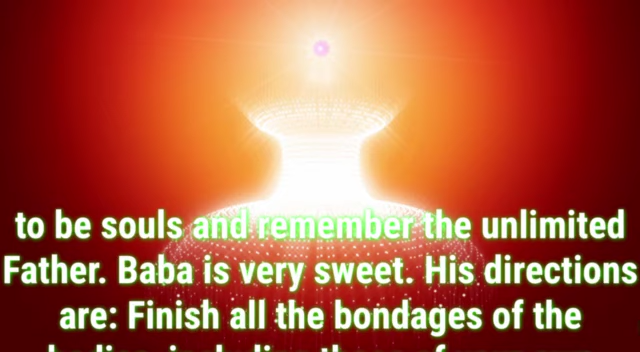 to be souls and remember the unlimited
Father. Baba is very sweet. His directions
are: Finish all the bondages of the